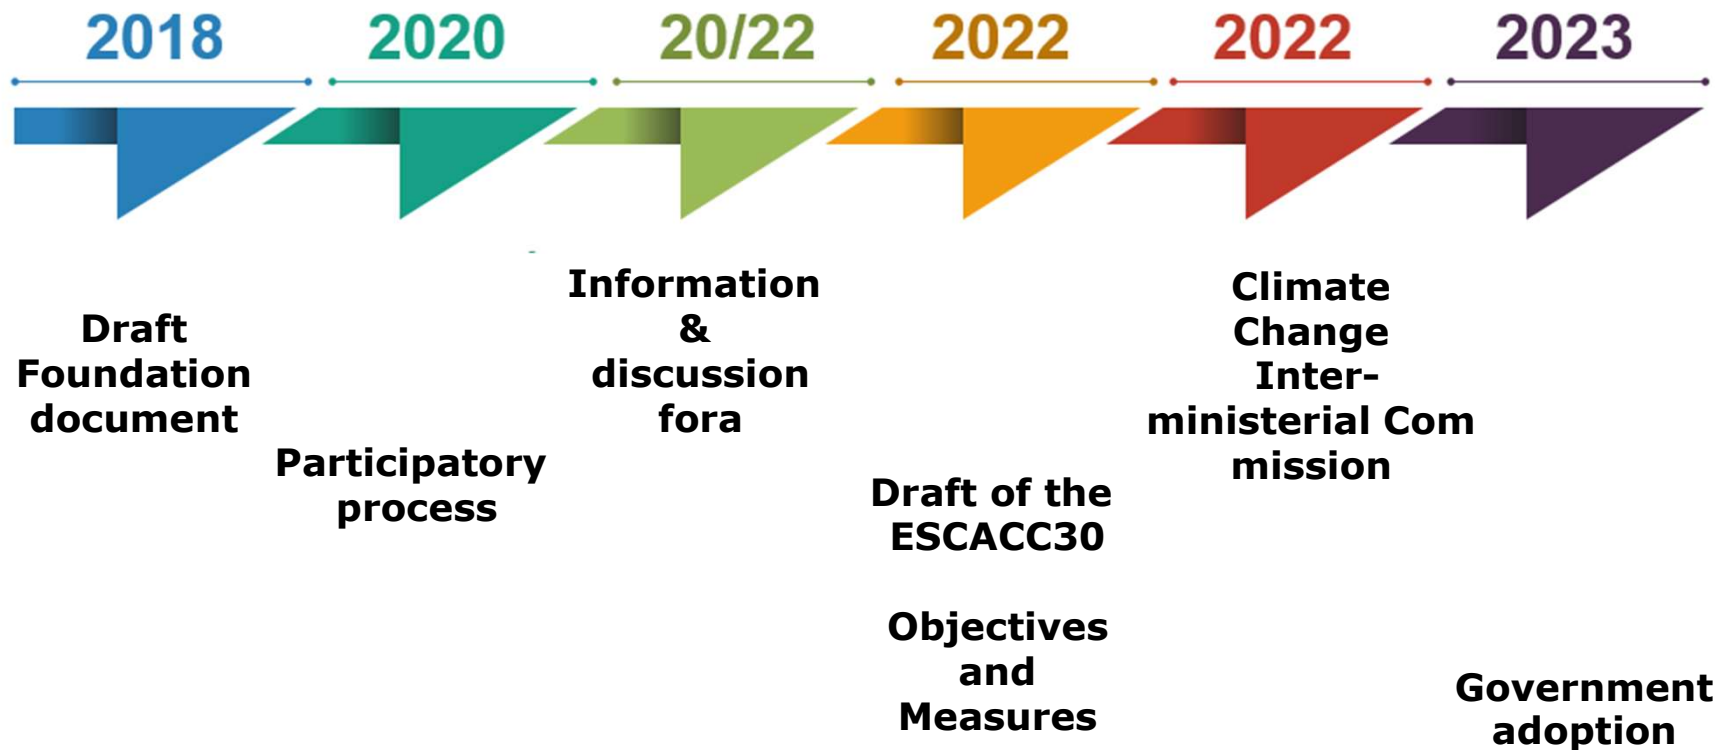 2018
2020
20/22
2022
2022
2023
Draft
Foundation
document
Participatory
process
Information
&
discussion
fora
Draft of the
ESCACC30
Objectives
and
Measures
Climate
Change
Inter-
ministerial Com
mission
Government
adoption